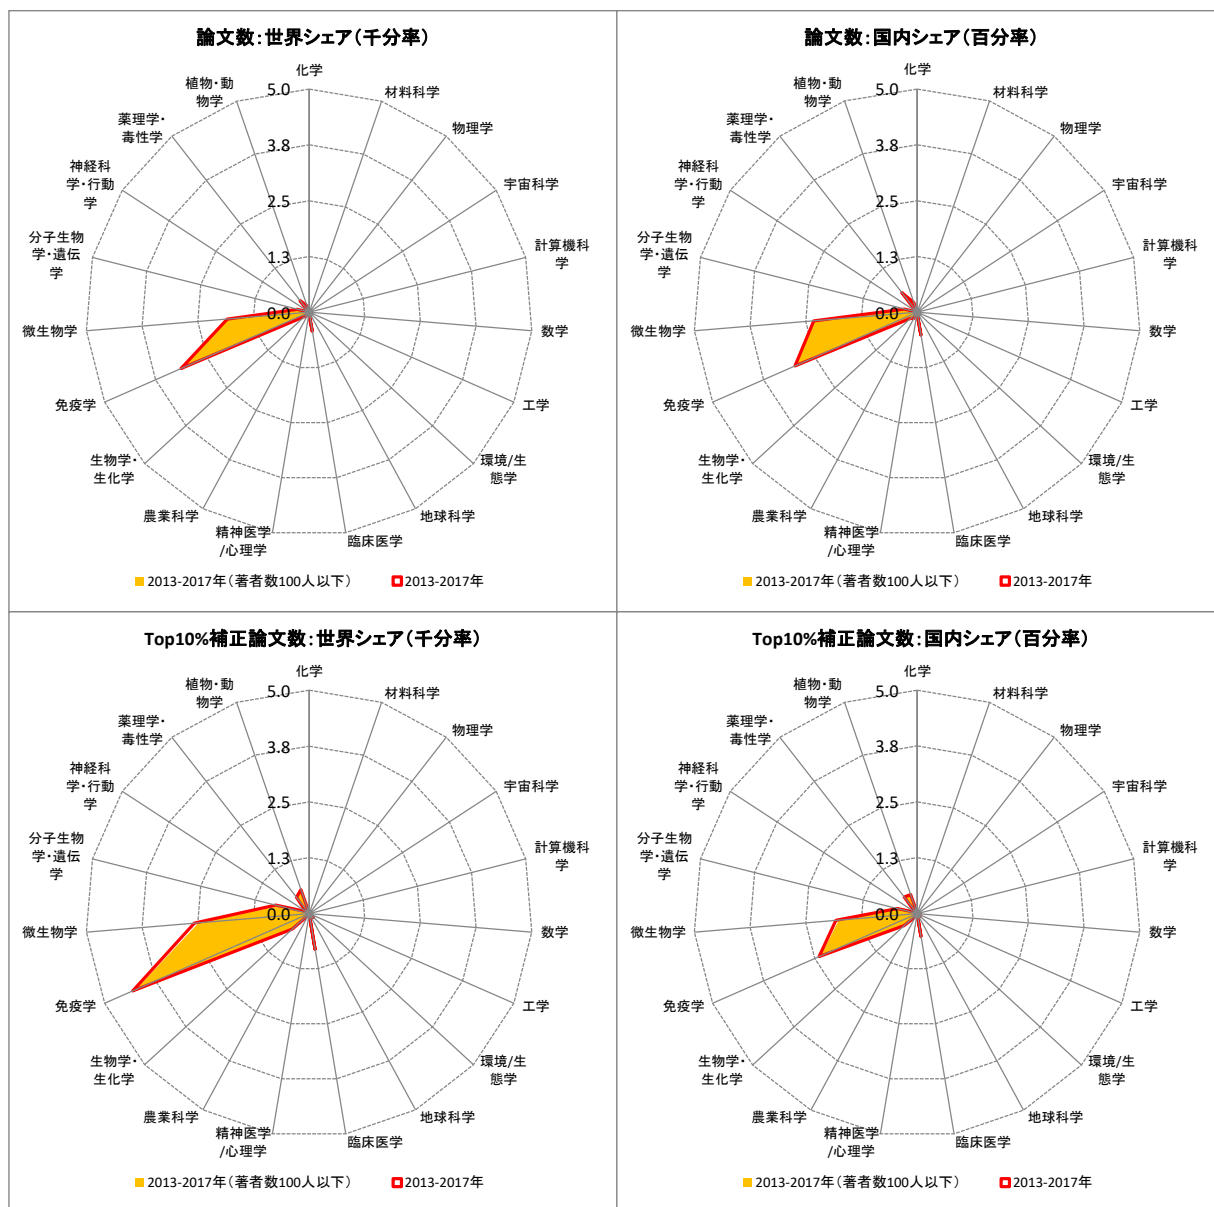 論文数：世界シェア（千分率）
化学
材料科学
物理学
宇宙科学
計算機科
学
数学
工学
環境/生
態学
地球科学
臨床医学
精神医学
/心理学
農業科学
生物学・
生化学
免疫学
微生物学
分子生物
学・遺伝
学
神経科
学・行動
学
薬理学・
毒性学
植物・動
物学
5.0
3.8
2.5
1.3
0.0
2013-2017年（著者数100人以下）
2013-2017年
論文数：国内シェア（百分率）
化学
材料科学
物理学
宇宙科学
計算機科
学
数学
工学
環境/生
態学
地球科学
臨床医学
精神医学
/心理学
農業科学
生物学・
生化学
免疫学
微生物学
分子生物
学・遺伝
学
神経科
学・行動
学
薬理学・
毒性学
植物・動
物学
5.0
3.8
2.5
1.3
0.0
2013-2017年（著者数100人以下）
2013-2017年
Top10%補正論文数：世界シェア（千分率）
化学
材料科学
物理学
宇宙科学
計算機科
学
数学
工学
環境/生
態学
地球科学
臨床医学
精神医学
/心理学
農業科学
生物学・
生化学
免疫学
微生物学
分子生物
学・遺伝
学
神経科
学・行動
学
薬理学・
毒性学
植物・動
物学
5.0
3.8
2.5
1.3
0.0
2013-2017年（著者数100人以下）
2013-2017年
Top10%補正論文数：国内シェア（百分率）
化学
材料科学
物理学
宇宙科学
計算機科
学
数学
工学
環境/生
態学
地球科学
臨床医学
精神医学
/心理学
農業科学
生物学・
生化学
免疫学
微生物学
分子生物
学・遺伝
学
神経科
学・行動
学
薬理学・
毒性学
植物・動
物学
5.0
3.8
2.5
1.3
0.0
2013-2017年（著者数100人以下）
2013-2017年